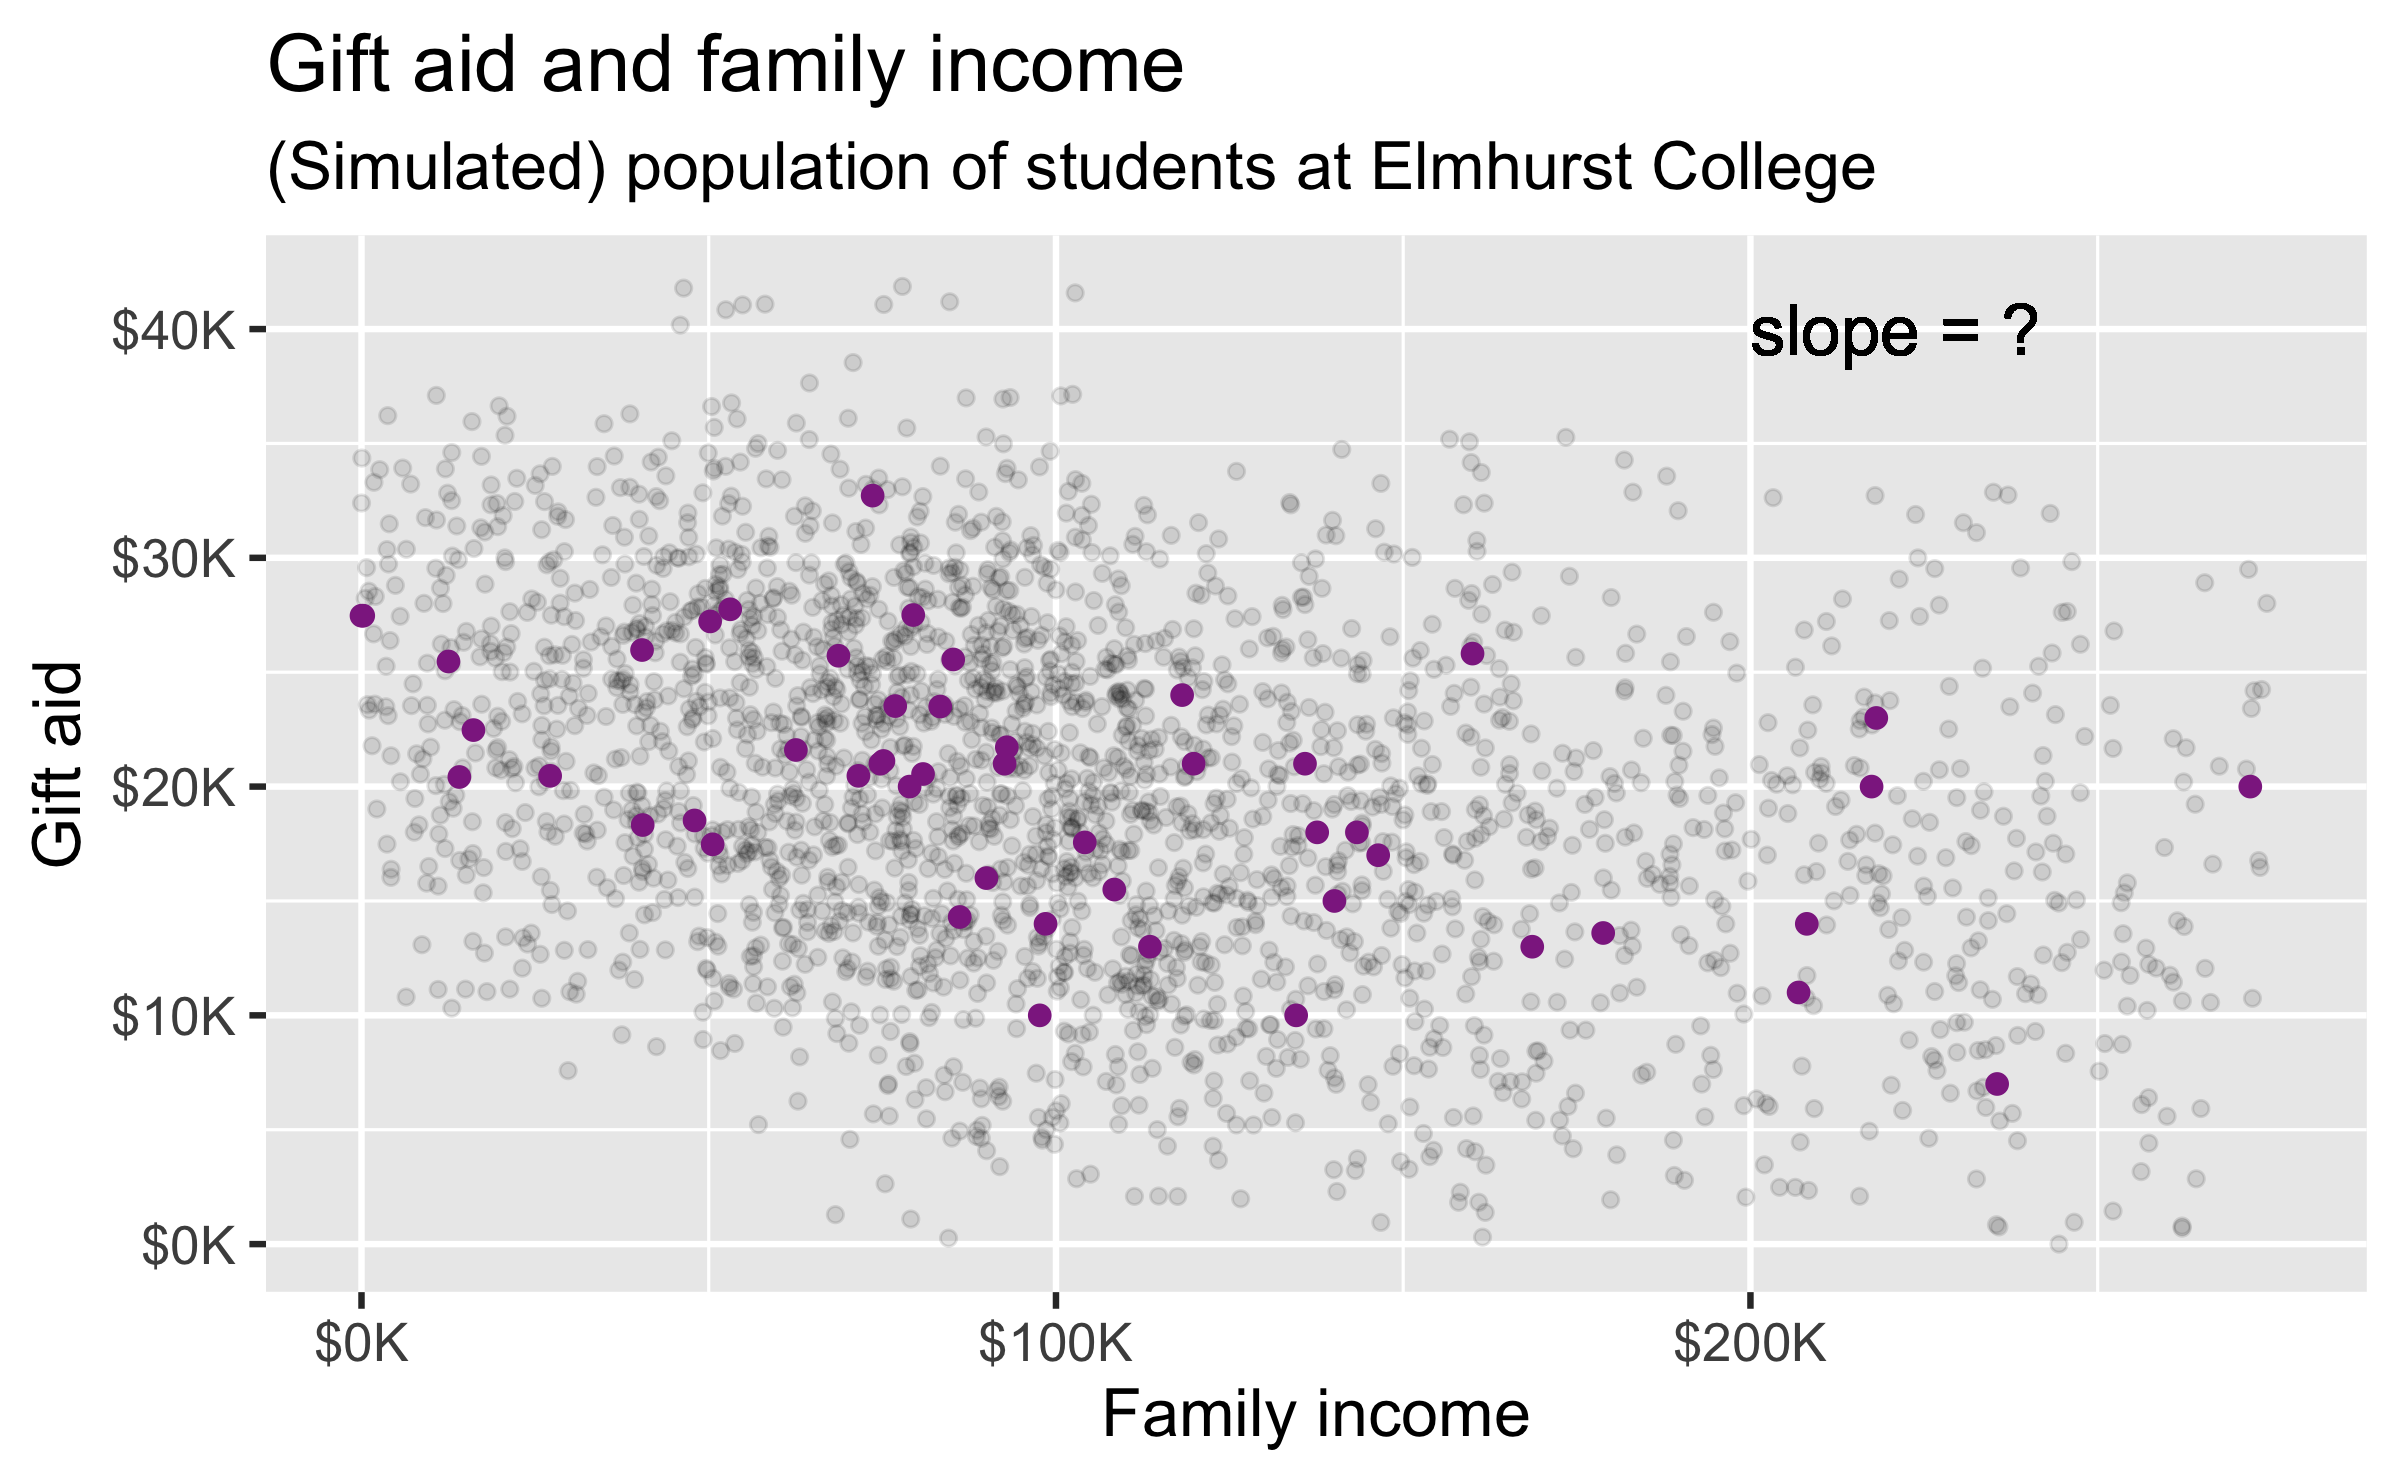 Gift aid and family income
(Simulated) population of students at Elmhurst College
slope = ?
$40K
$30K
$20K
$10K
$0K
Gift aid
$0K
$100K
$200K
Family income